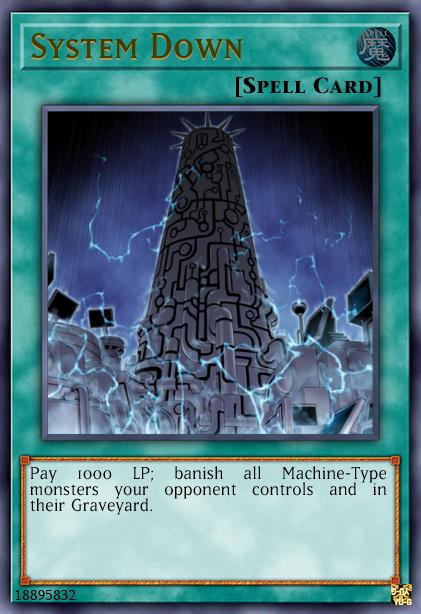 System Down
魔
[Spell Card]
Pay 1000 LP; banish all Machine-Type
monsters your opponent controls and in
their Graveyard.
18895832